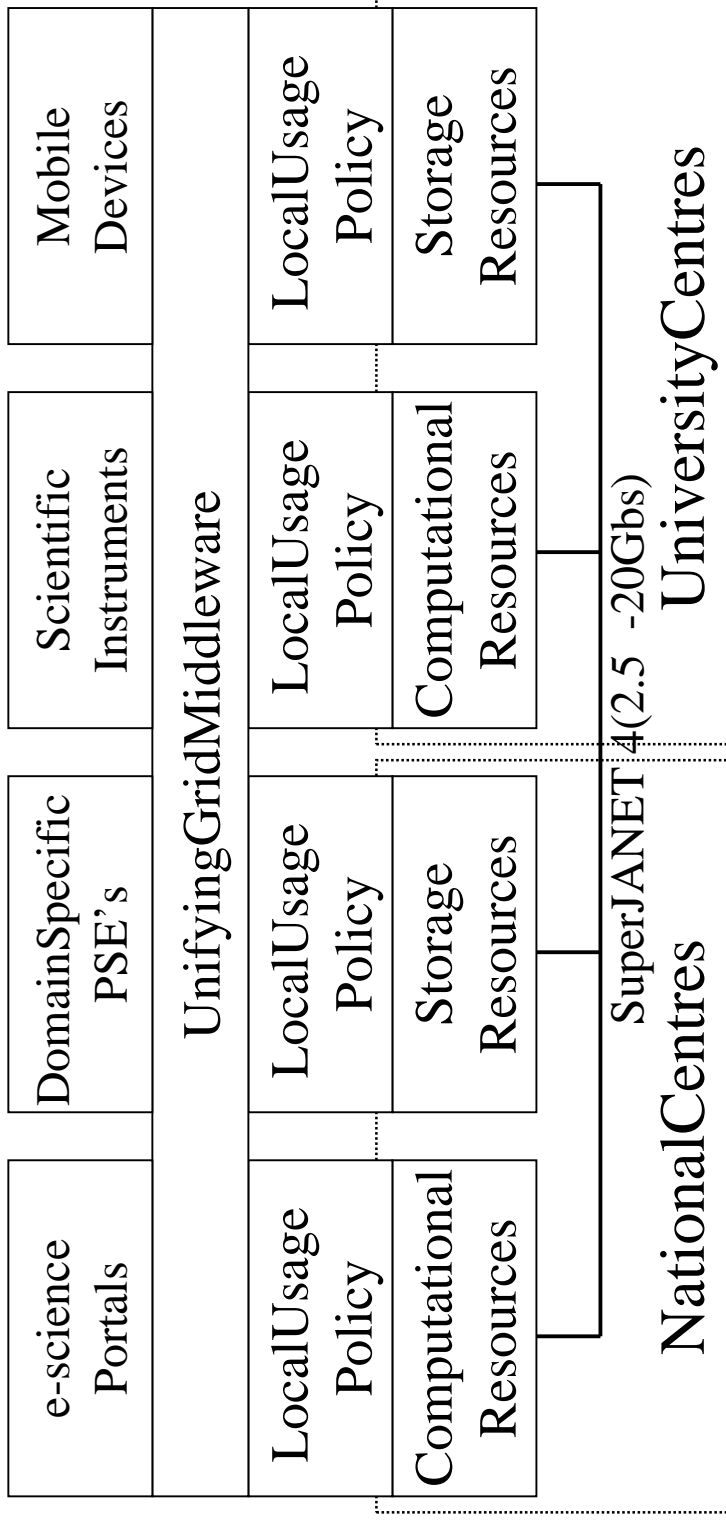 e-science
Portals
DomainSpecific
PSE's
Scientific
Instruments
Mobile
Devices
UnifyingGridMiddleware
LocalUsage
Policy
LocalUsage
Policy
LocalUsage
Policy
LocalUsage
Policy
Computational
Resources
Storage
Resources
Computational
Resources
Storage
Resources
SuperJANET 4(2.5 -20Gbs)
NationalCentres
UniversityCentres